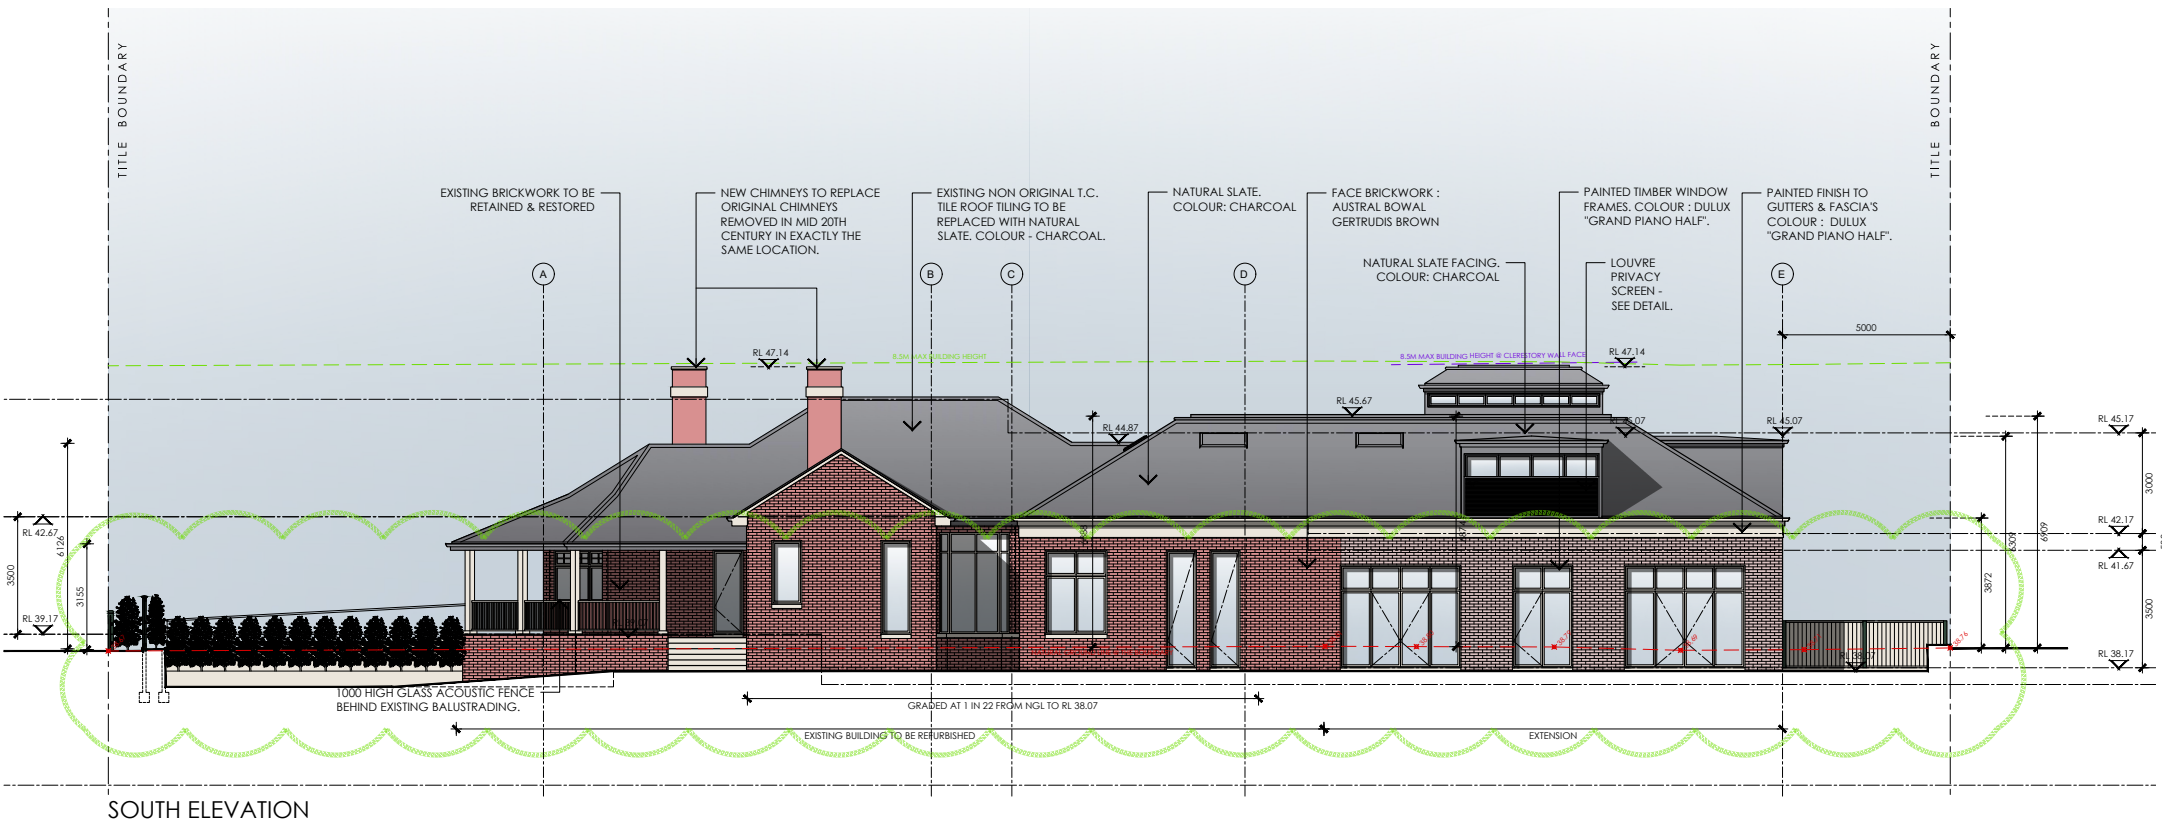 TITLE BOUNDARY
TITLE BOUNDARY
EXISTING BRICKWORK TO BE
RETAINED & RESTORED
NEW CHIMNEYS TO REPLACE
ORIGINAL CHIMNEYS
REMOVED IN MID 20TH
CENTURY IN EXACTLY THE
SAME LOCATION.
EXISTING NON ORIGINAL T.C.
TILE ROOF TILING TO BE
REPLACED WITH NATURAL
SLATE. COLOUR - CHARCOAL.
NATURAL SLATE.
COLOUR: CHARCOAL
FACE BRICKWORK :
AUSTRAL BOWAL
GERTRUDIS BROWN
PAINTED TIMBER WINDOW
FRAMES. COLOUR : DULUX
"GRAND PIANO HALF".
PAINTED FINISH TO
GUTTERS & FASCIA'S
COLOUR : DULUX
"GRAND PIANO HALF".
NATURAL SLATE FACING.
COLOUR: CHARCOAL
LOUVRE
PRIVACY
SCREEN -
SEE DETAIL.
A
B
C
D
E
5000
RL 47.14
8.5M MAX BUILDING HEIGHT
8.5M MAX BUILDING HEIGHT @ CLERESTORY WALL FACE
RL 47.14
RL 45.67
RL 44.87
RL 45.07
RL 45.17
3000
RL 42.67
6126
3500
3155
RL 39.17
RL 42.17
6909
RL 41.67
3872
3500
38.76
RL 38.17
RL 38.07
1000 HIGH GLASS ACOUSTIC FENCE
BEHIND EXISTING BALUSTRADING.
GRADED AT 1 IN 22 FROM NGL TO RL 38.07
EXISTING BUILDING TO BE REFURBISHED
EXTENSION
SOUTH ELEVATION